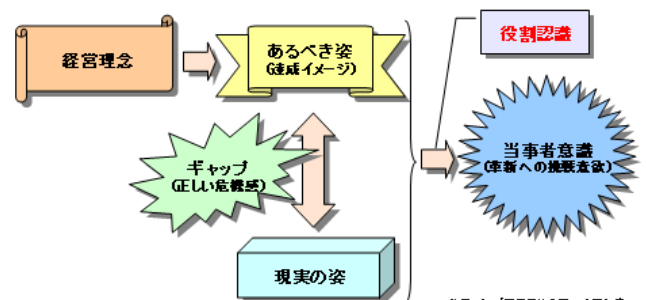 経営理念
あるべき姿
(達成イメージ)
役割認識
ギャップ
(正しい危機感)
当事者意識
(革新への挑戦意欲)
現実の姿